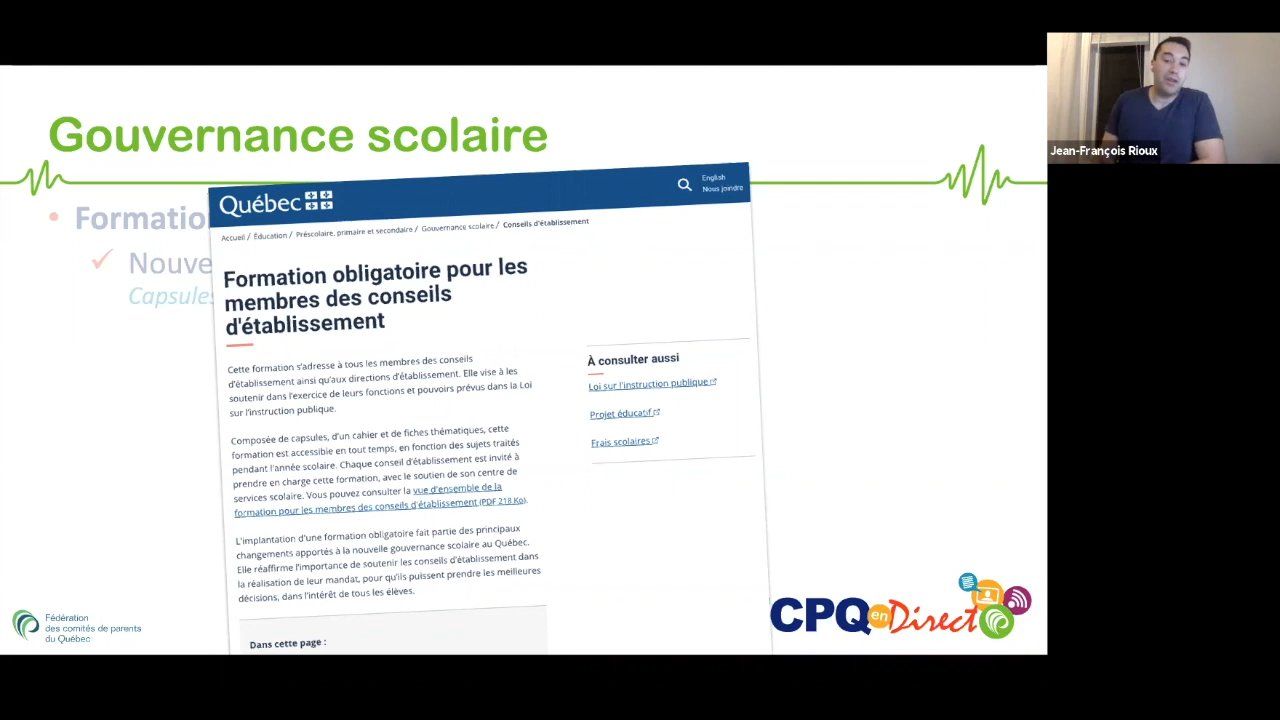 Gouvernance scolaire
Formatio
Nouve
Capsules
Québec
English
Nous joindre
Accueil / Éducation / Préscolaire, primaire et secondaire / Gouvernance scolaire / Conseils d'établissement
Formation obligatoire pour les
membres des conseils
d'établissement
Cette formation s'adresse à tous les membres des conseils
d'établissement ainsi qu'aux directions d'établissement. Elle vise à les
soutenir dans l'exercice de leurs fonctions et pouvoirs prévus dans la Loi
sur l'instruction publique.
Composée de capsules, d'un cahier et de fiches thématiques, cette
formation est accessible en tout temps, en fonction des sujets traités
pendant l'année scolaire. Chaque conseil d'établissement est invité à
prendre en charge cette formation, avec le soutien de son centre de
services scolaire. Vous pouvez consulter la vue d'ensemble de la
formation pour les membres des conseils d'établissement (PDF 218 Ko).
L'implantation d'une formation obligatoire fait partie des principaux
changements apportés à la nouvelle gouvernance scolaire au Québec.
Elle réaffirme l'importance de soutenir les conseils d'établissement dans
la réalisation de leur mandat, pour qu'ils puissent prendre les meilleures
décisions, dans l'intérêt de tous les élèves.
Dans cette page :
À consulter aussi
Loi sur l'instruction publique
Projet éducatif
Frais scolaires
Fédération
des comités de parents
du Québec
CPQ en Direct
Jean-François Rioux